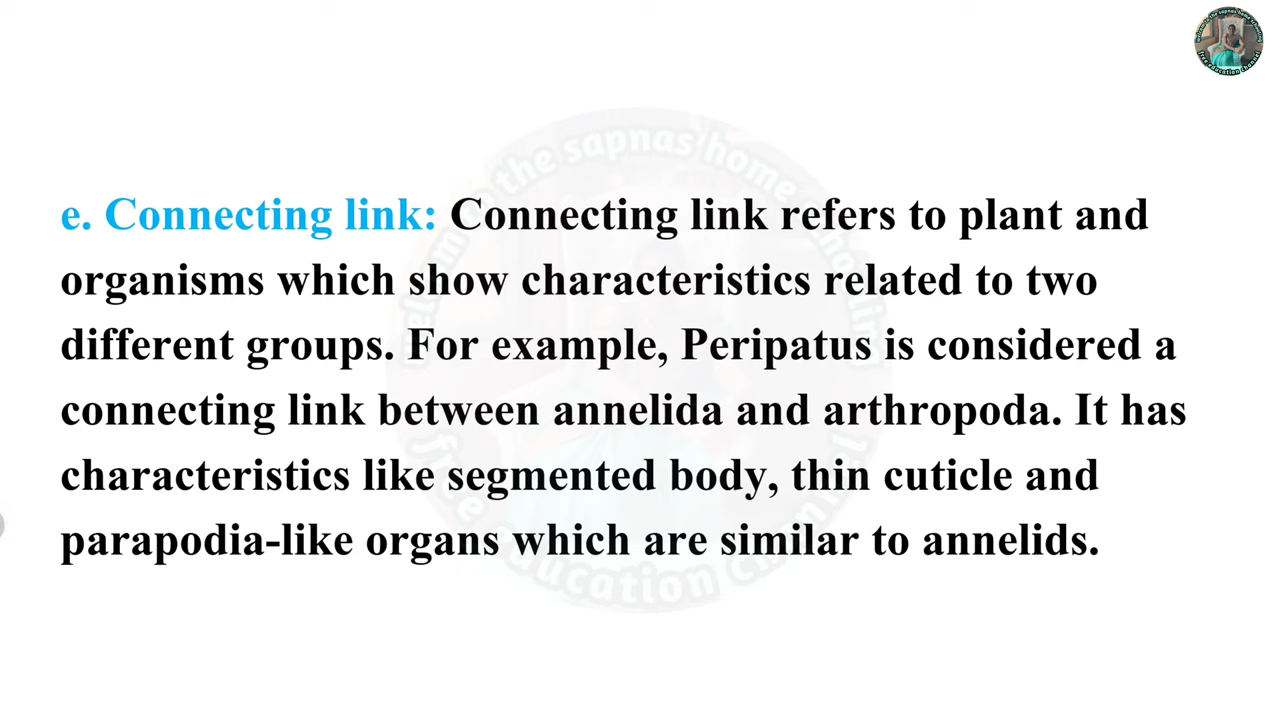 e. Connecting link: Connecting link refers to plant and
organisms which show characteristics related to two
different groups. For example, Peripatus is considered a
connecting link between annelida and arthropoda. It has
characteristics like segmented body, thin cuticle and
parapodia-like organs which are similar to annelids.